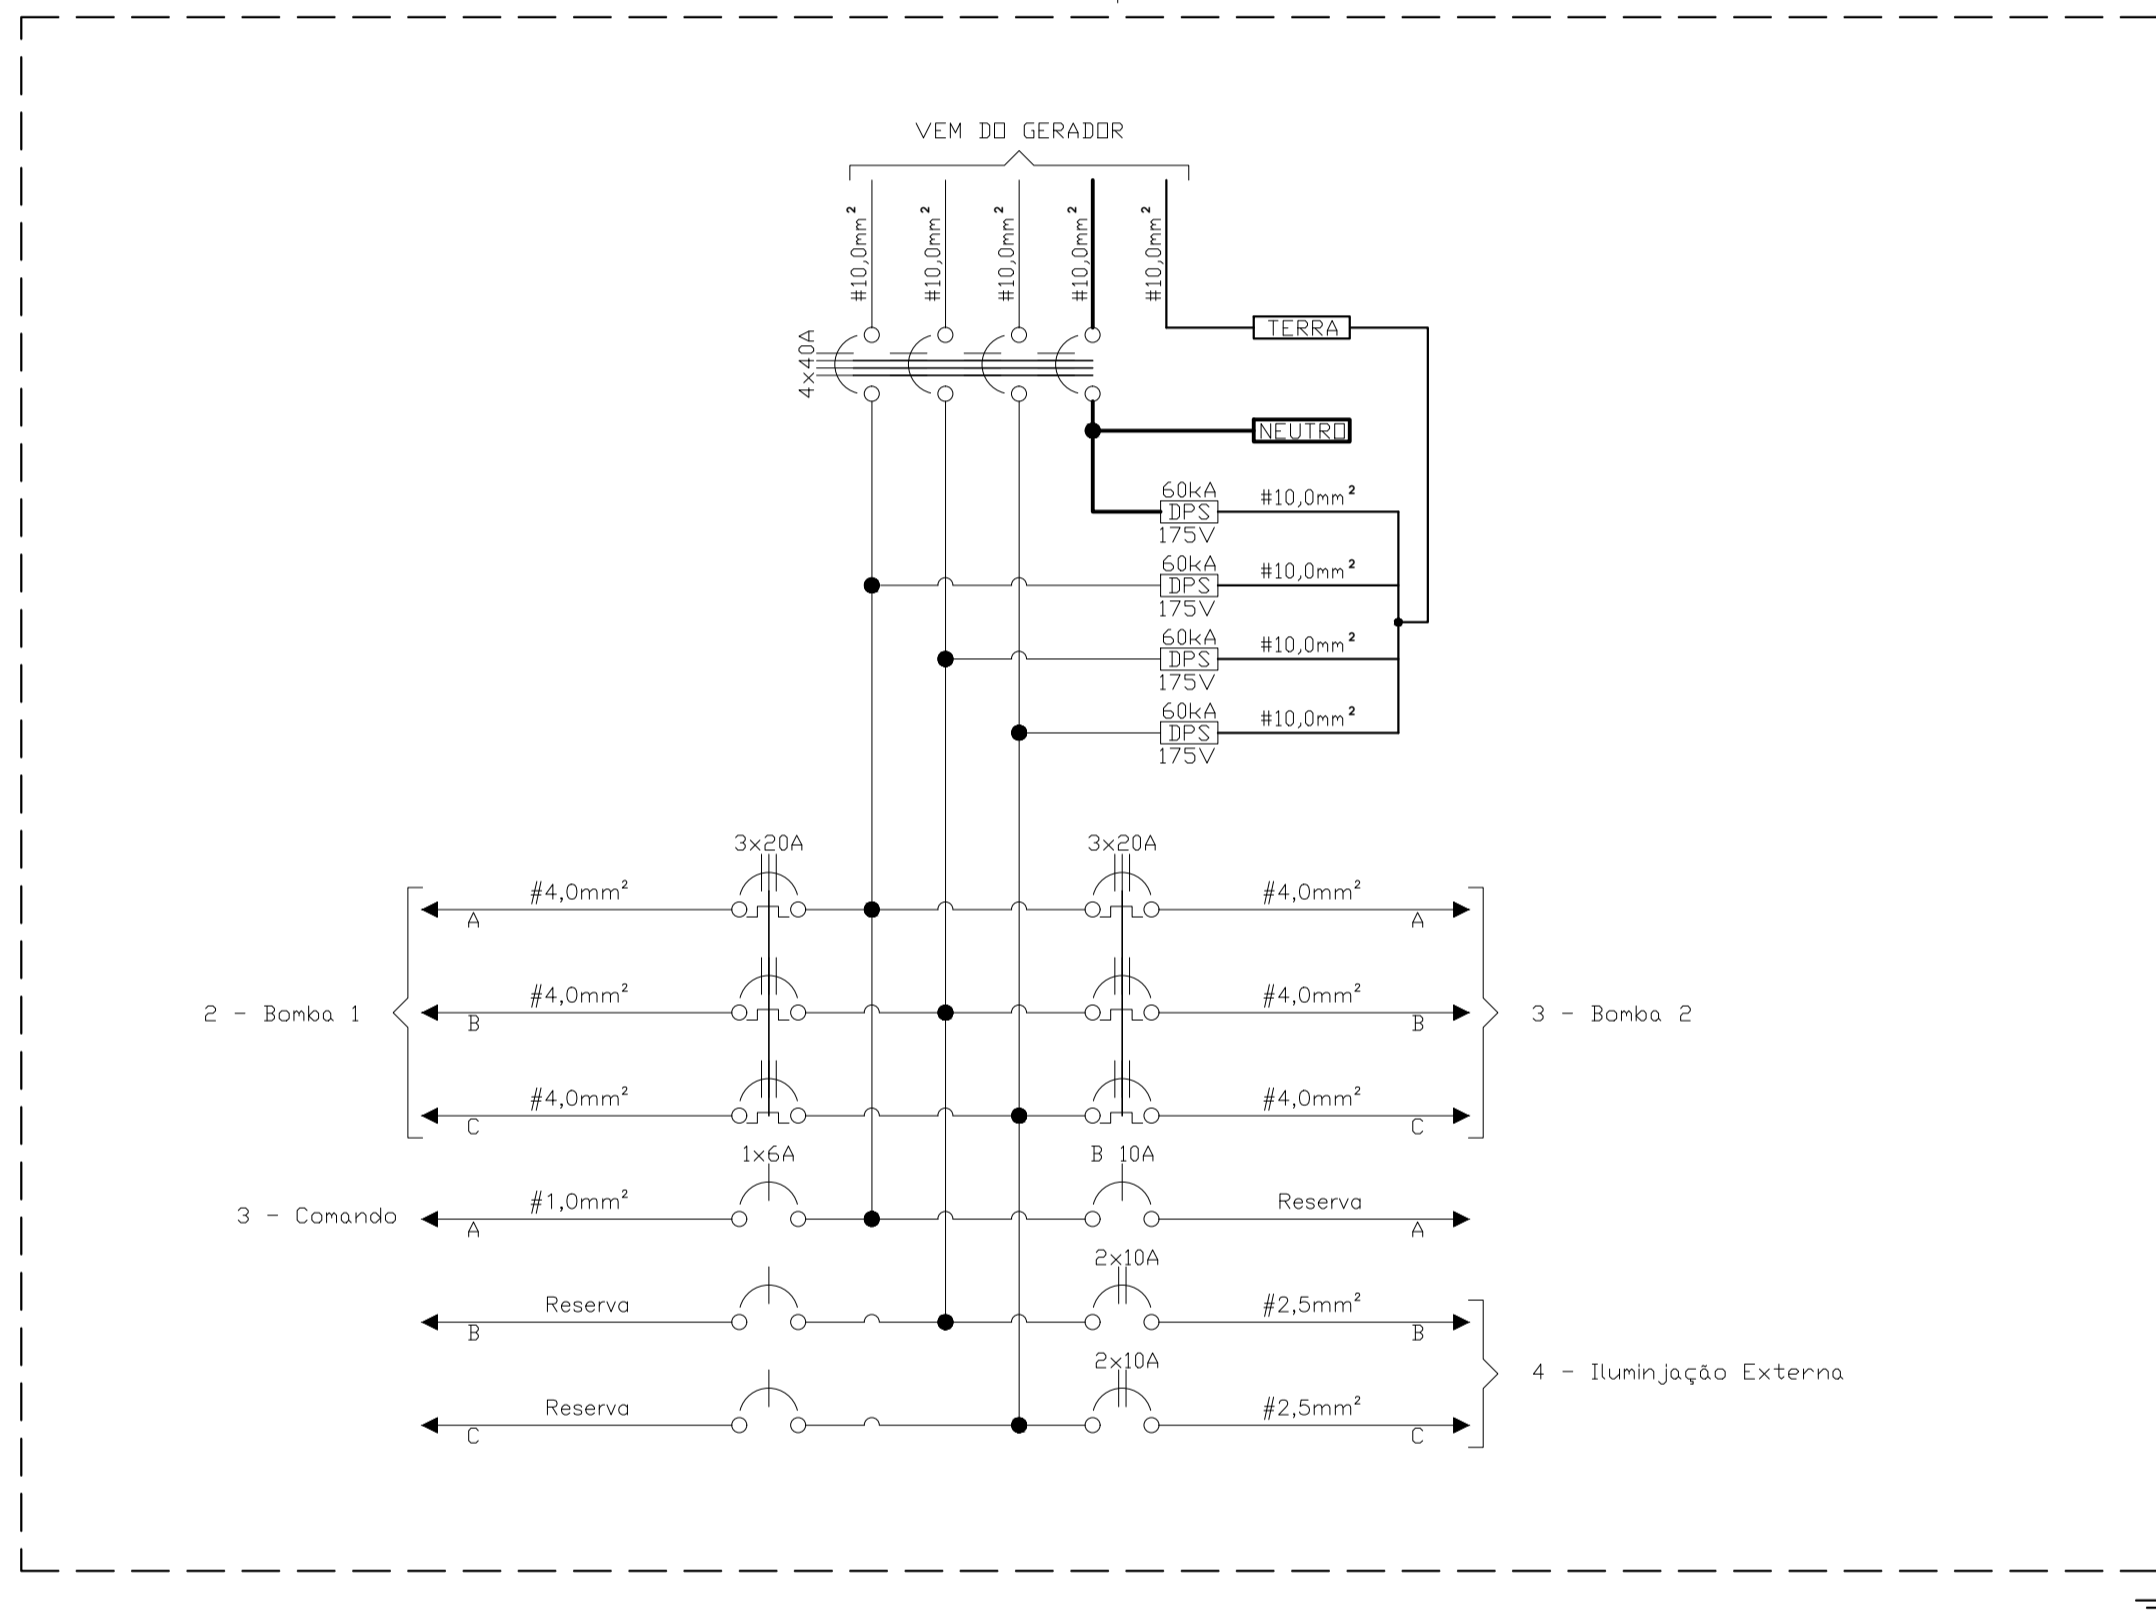 VEM DO GERADOR
#10,0mm²
#10,0mm²
#10,0mm²
#10,0mm²
#10,0mm²
4x40A
TERRA
NEUTRO
60kA
DPS
175V
#10,0mm²
60kA
DPS
175V
#10,0mm²
60kA
DPS
175V
#10,0mm²
60kA
DPS
175V
#10,0mm²
3x20A
3x20A
#4,0mm²
A
#4,0mm²
A
2 - Bomba 1
#4,0mm²
B
#4,0mm²
B
3 - Bomba 2
#4,0mm²
C
#4,0mm²
C
1x6A
B 10A
3 - Comando
#1,0mm²
A
Reserva
A
2x10A
Reserva
B
#2,5mm²
B
2x10A
4 - Iluminjação Externa
Reserva
C
#2,5mm²
C